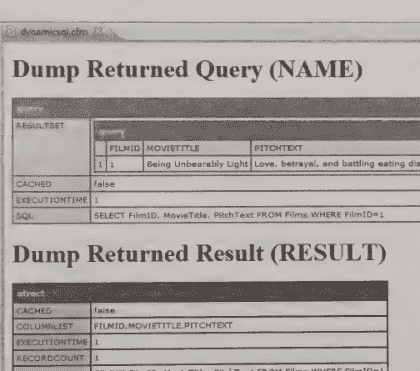 dynamicsql.cfm
Dump Returned Query (NAME)
query
RESULTSET
query
FILMID MOVIETITLE PITCHTEXT
1 1 Being Unbearably Light Love, betrayal, and battling eating dis
CACHED false
EXECUTIONTIME 1
SQL SELECT FilmID, MovieTitle, PitchText FROM Films WHERE FilmID=1
Dump Returned Result (RESULT)
struct
CACHED false
COLUMNLIST FILMID,MOVIETITLE,PITCHTEXT
EXECUTIONTIME 1
RECORDCOUNT 1